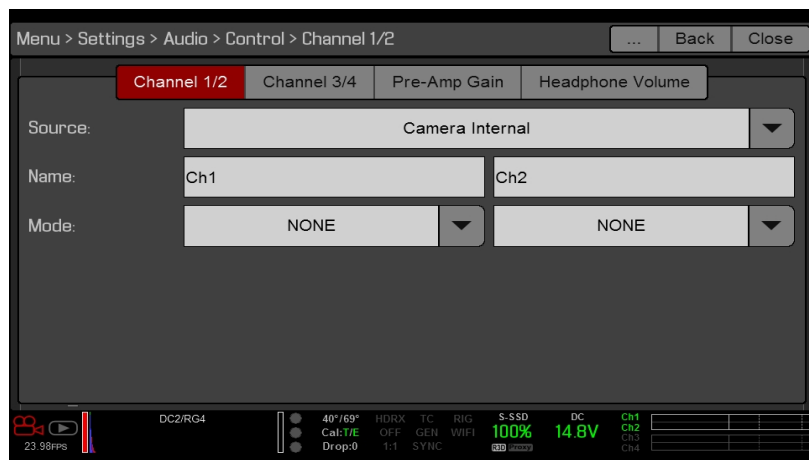 Menu > Settings > Audio > Control > Channel 1/2 ... Back Close
Channel 1/2 Channel 3/4 Pre-Amp Gain Headphone Volume
Source: Camera Internal
Name: Ch1 Ch2
Mode: NONE NONE
DC2/RG4 40°/69° HDRX TC RIG S-SSD DC Ch1
Cal:T/E OFF GEN WIFI 100% 14.8V Ch2
23.98FPS Drop:0 1:1 SYNC R3D Proxy Ch3
Ch4